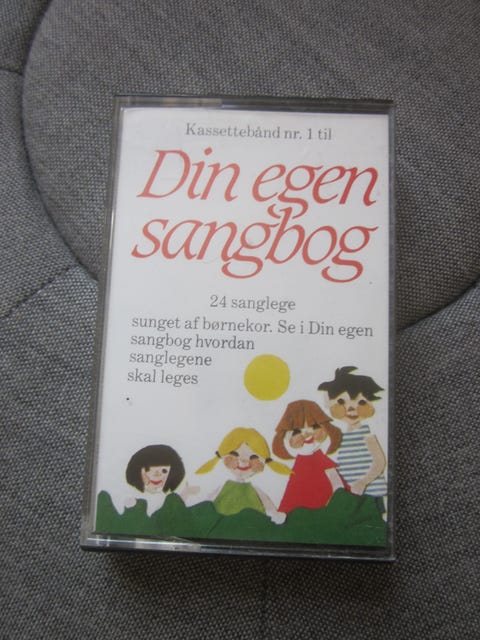 Kassettebånd nr. 1 til
Din egen
sangbog
24 sanglege
sunget af børnekor. Se i Din egen
sangbog hvordan
sanglegene
skal leges